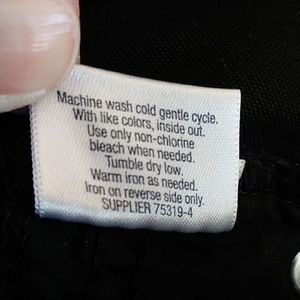 Machine wash cold gentle cycle.
With like colors, inside out.
Use only non-chlorine
bleach when needed.
Tumble dry low.
Warm iron as needed.
Iron on reverse side only.
SUPPLIER 75319-4